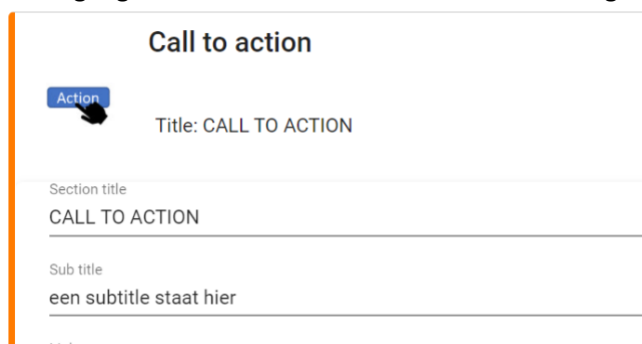 Call to action
Action
Title: CALL TO ACTION
Section title
CALL TO ACTION
Sub title
een subtitle staat hier